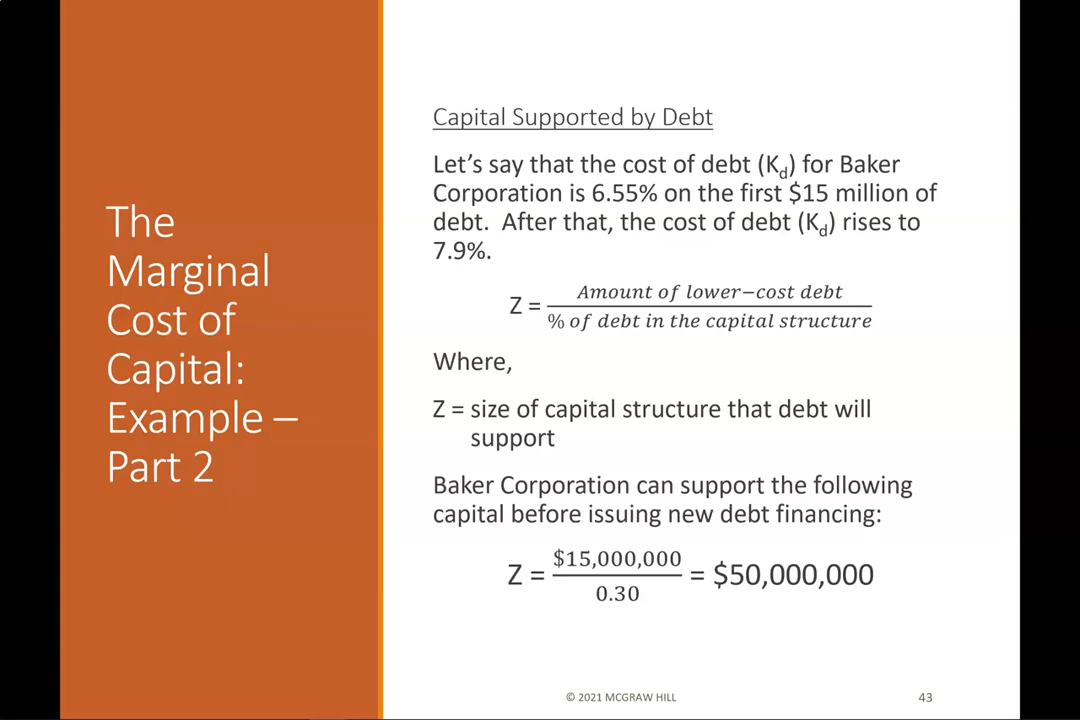 The
Marginal
Cost of
Capital:
Example –
Part 2
Capital Supported by Debt
Let’s say that the cost of debt (Kd) for Baker
Corporation is 6.55% on the first $15 million of
debt.  After that, the cost of debt (Kd) rises to
7.9%.
Z = Amount of lower−cost debt / % of debt in the capital structure
Where,
Z = size of capital structure that debt will
support
Baker Corporation can support the following
capital before issuing new debt financing:
Z = $15,000,000 / 0.30 = $50,000,000
© 2021 MCGRAW HILL
43